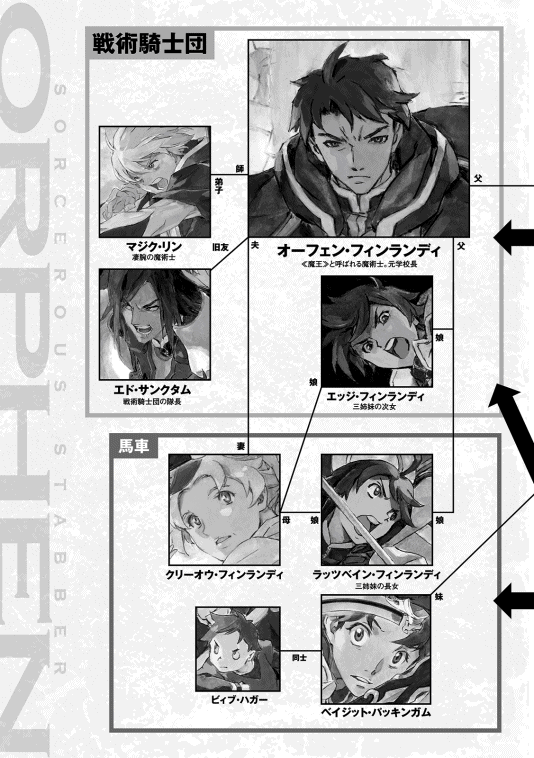 ORPHEN
SORCEROUS STABBER
戦術騎士団
師
弟子
父
マジク・リン
凄腕の魔術士
旧友
夫
オーフェン・フィンランディ
《魔王》と呼ばれる魔術士。元学校長
父
エド・サンクタム
戦術騎士団の隊長
娘
娘
エッジ・フィンランディ
三姉妹の次女
馬車
妻
母
娘
娘
クリーオウ・フィンランディ
ラッツベイン・フィンランディ
三姉妹の長女
妹
同士
ビィブ・ハガー
ベイジット・パッキンガム